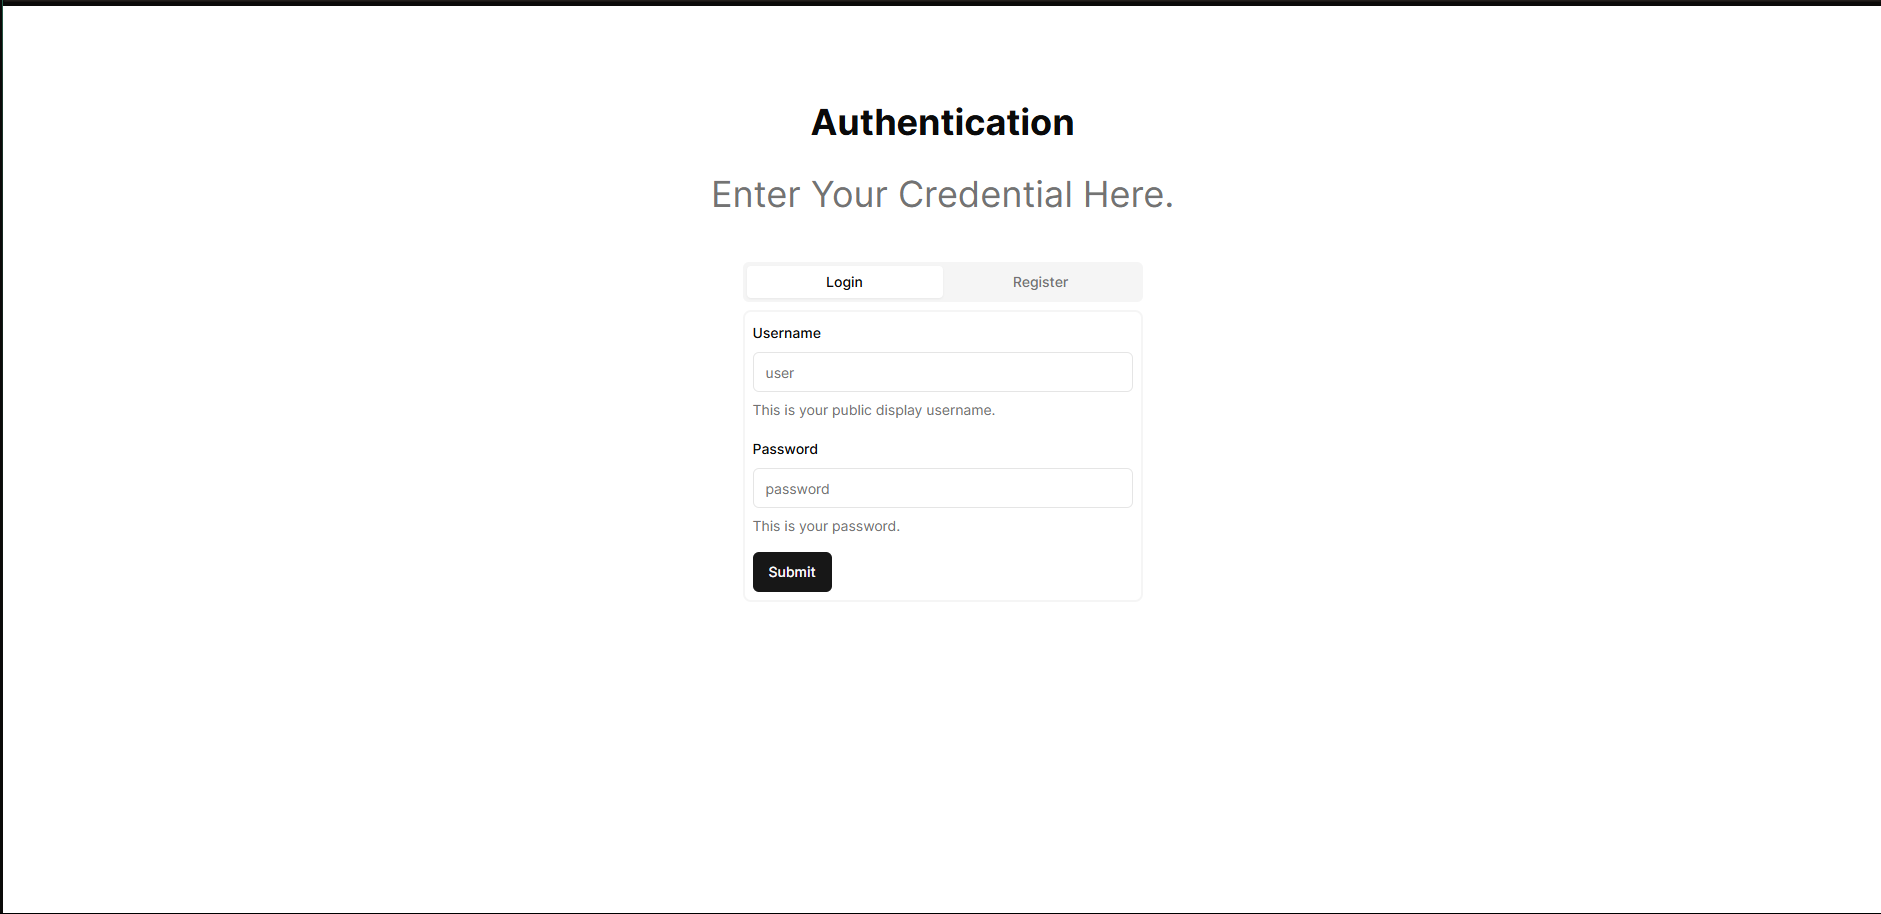 Authentication
Enter Your Credential Here.
Login Register
Username
user
This is your public display username.
Password
password
This is your password.
Submit